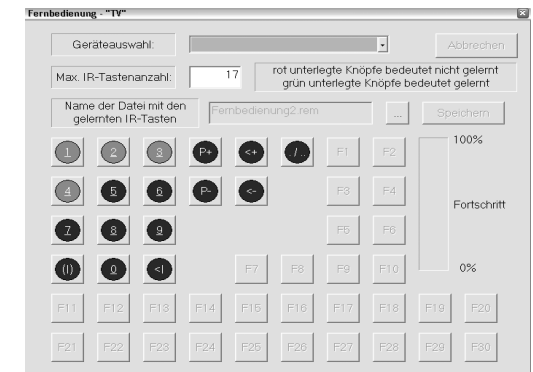 Fernbedienung - "TV"
Geräteauswahl:
Abbrechen
Max. IR-Tastenanzahl:
17
rot unterlegte Knöpfe bedeutet nicht gelernt
grün unterlegte Knöpfe bedeutet gelernt
Name der Datei mit den
gelernten IR-Tasten
Fernbedienung2.rem
...
Speichern
1 2 3 P+ <+ ./.. F1 F2
100%
4 5 6 P- <- F3 F4
Fortschritt
7 8 9 F5 F6
(I) 0 <I F7 F8 F9 F10
0%
F11 F12 F13 F14 F15 F16 F17 F18 F19 F20
F21 F22 F23 F24 F25 F26 F27 F28 F29 F30